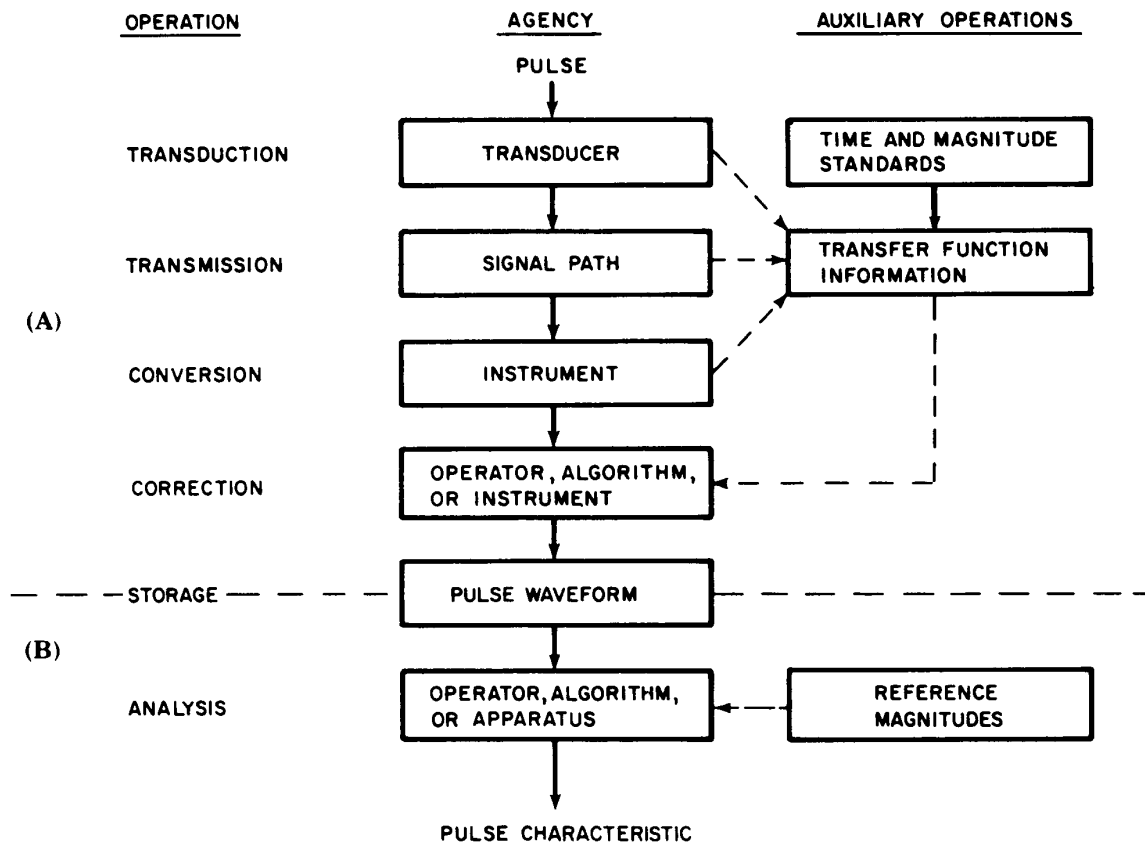 OPERATION
AGENCY
AUXILIARY OPERATIONS
PULSE
TRANSDUCTION
TRANSDUCER
TIME AND MAGNITUDE
STANDARDS
TRANSMISSION
SIGNAL PATH
TRANSFER FUNCTION
INFORMATION
(A)
CONVERSION
INSTRUMENT
CORRECTION
OPERATOR, ALGORITHM,
OR INSTRUMENT
STORAGE
PULSE WAVEFORM
(B)
ANALYSIS
OPERATOR, ALGORITHM,
OR APPARATUS
REFERENCE
MAGNITUDES
PULSE CHARACTERISTIC